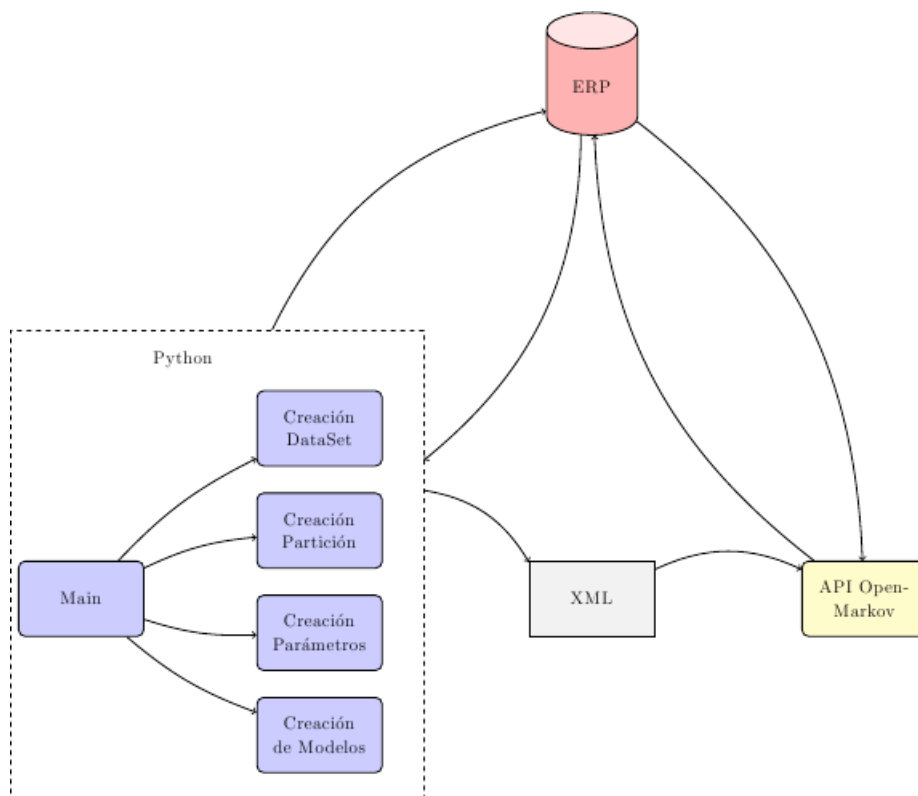 ERP
Python
Creación
DataSet
Creación
Partición
Main
XML
API Open-
Markov
Creación
Parámetros
Creación
de Modelos